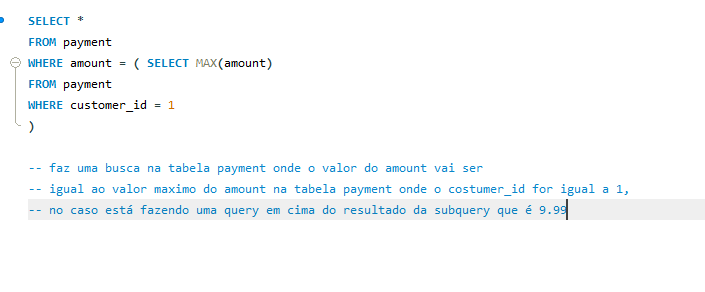 SELECT *
FROM payment
WHERE amount = ( SELECT MAX(amount)
FROM payment
WHERE customer_id = 1
)
-- faz uma busca na tabela payment onde o valor do amount vai ser
-- igual ao valor maximo do amount na tabela payment onde o costumer_id for igual a 1,
-- no caso está fazendo uma query em cima do resultado da subquery que é 9.99